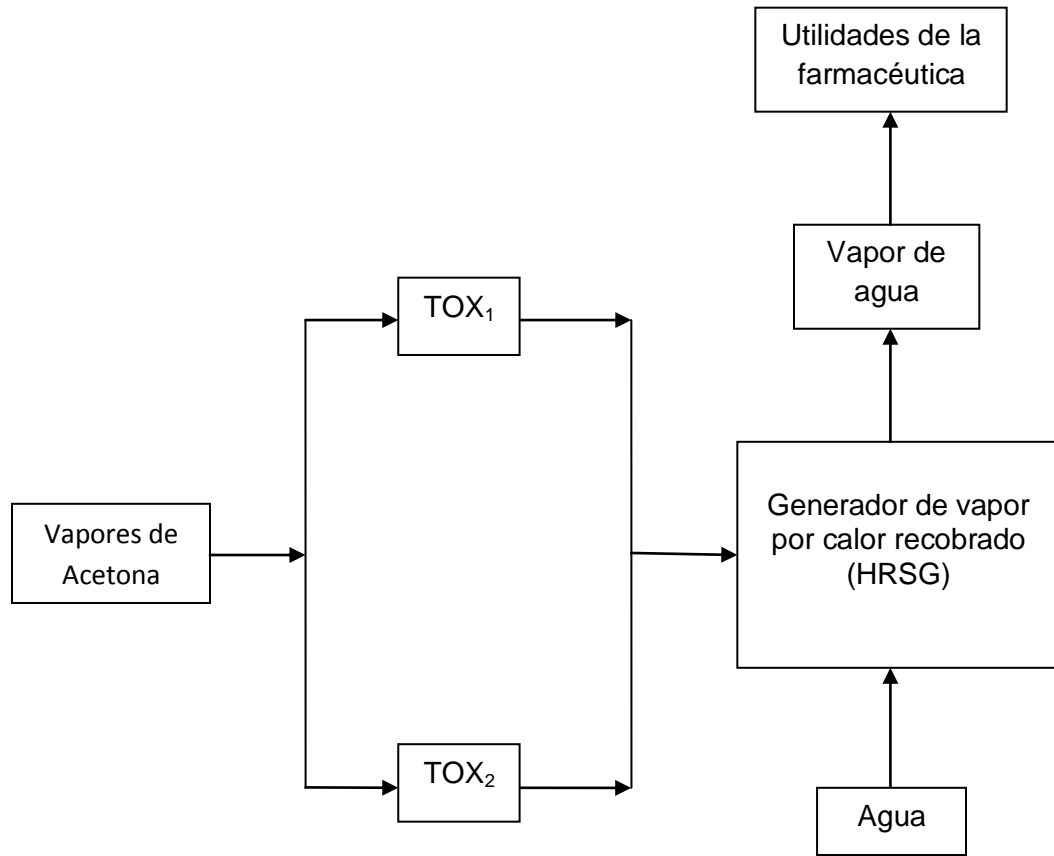 Utilidades de la
farmacéutica
Vapor de
agua
TOX₁
Vapores de
Acetona
Generador de vapor
por calor recobrado
(HRSG)
TOX₂
Agua